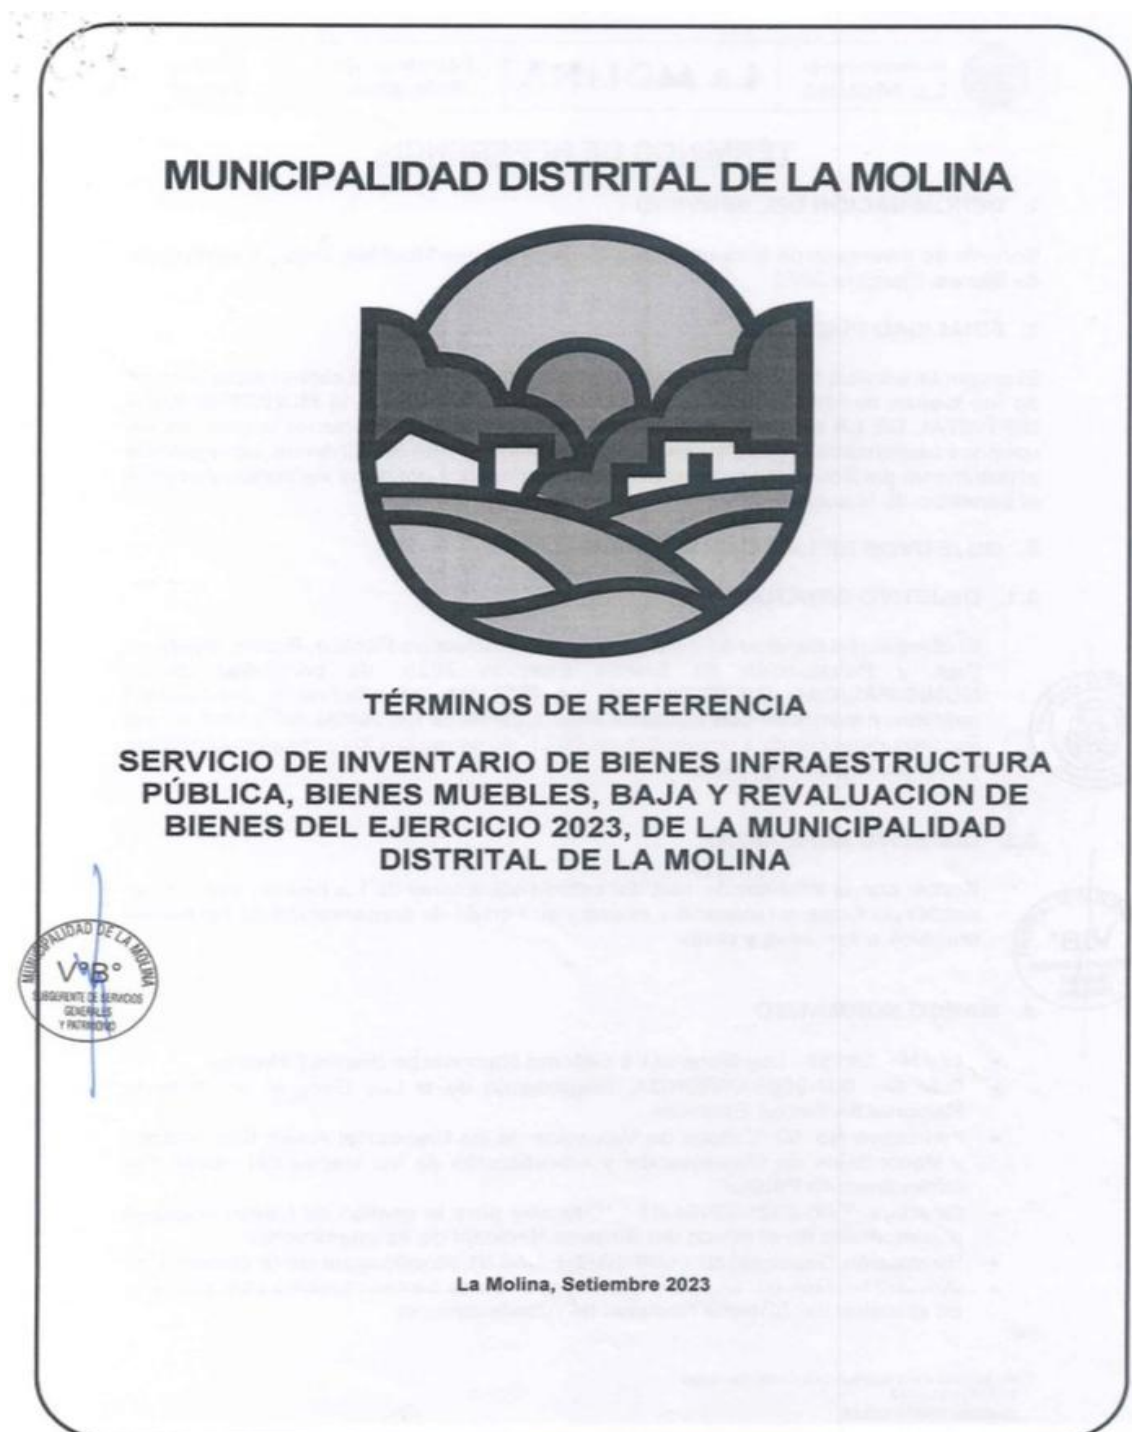 MUNICIPALIDAD DISTRITAL DE LA MOLINA
TÉRMINOS DE REFERENCIA
SERVICIO DE INVENTARIO DE BIENES INFRAESTRUCTURA
PÚBLICA, BIENES MUEBLES, BAJA Y REVALUACION DE
BIENES DEL EJERCICIO 2023, DE LA MUNICIPALIDAD
DISTRITAL DE LA MOLINA
MUNICIPALIDAD DE LA MOLINA
V°B°
SUBGERENTE DE SERVICIOS
GENERALES
Y PATRIMONIO
La Molina, Setiembre 2023